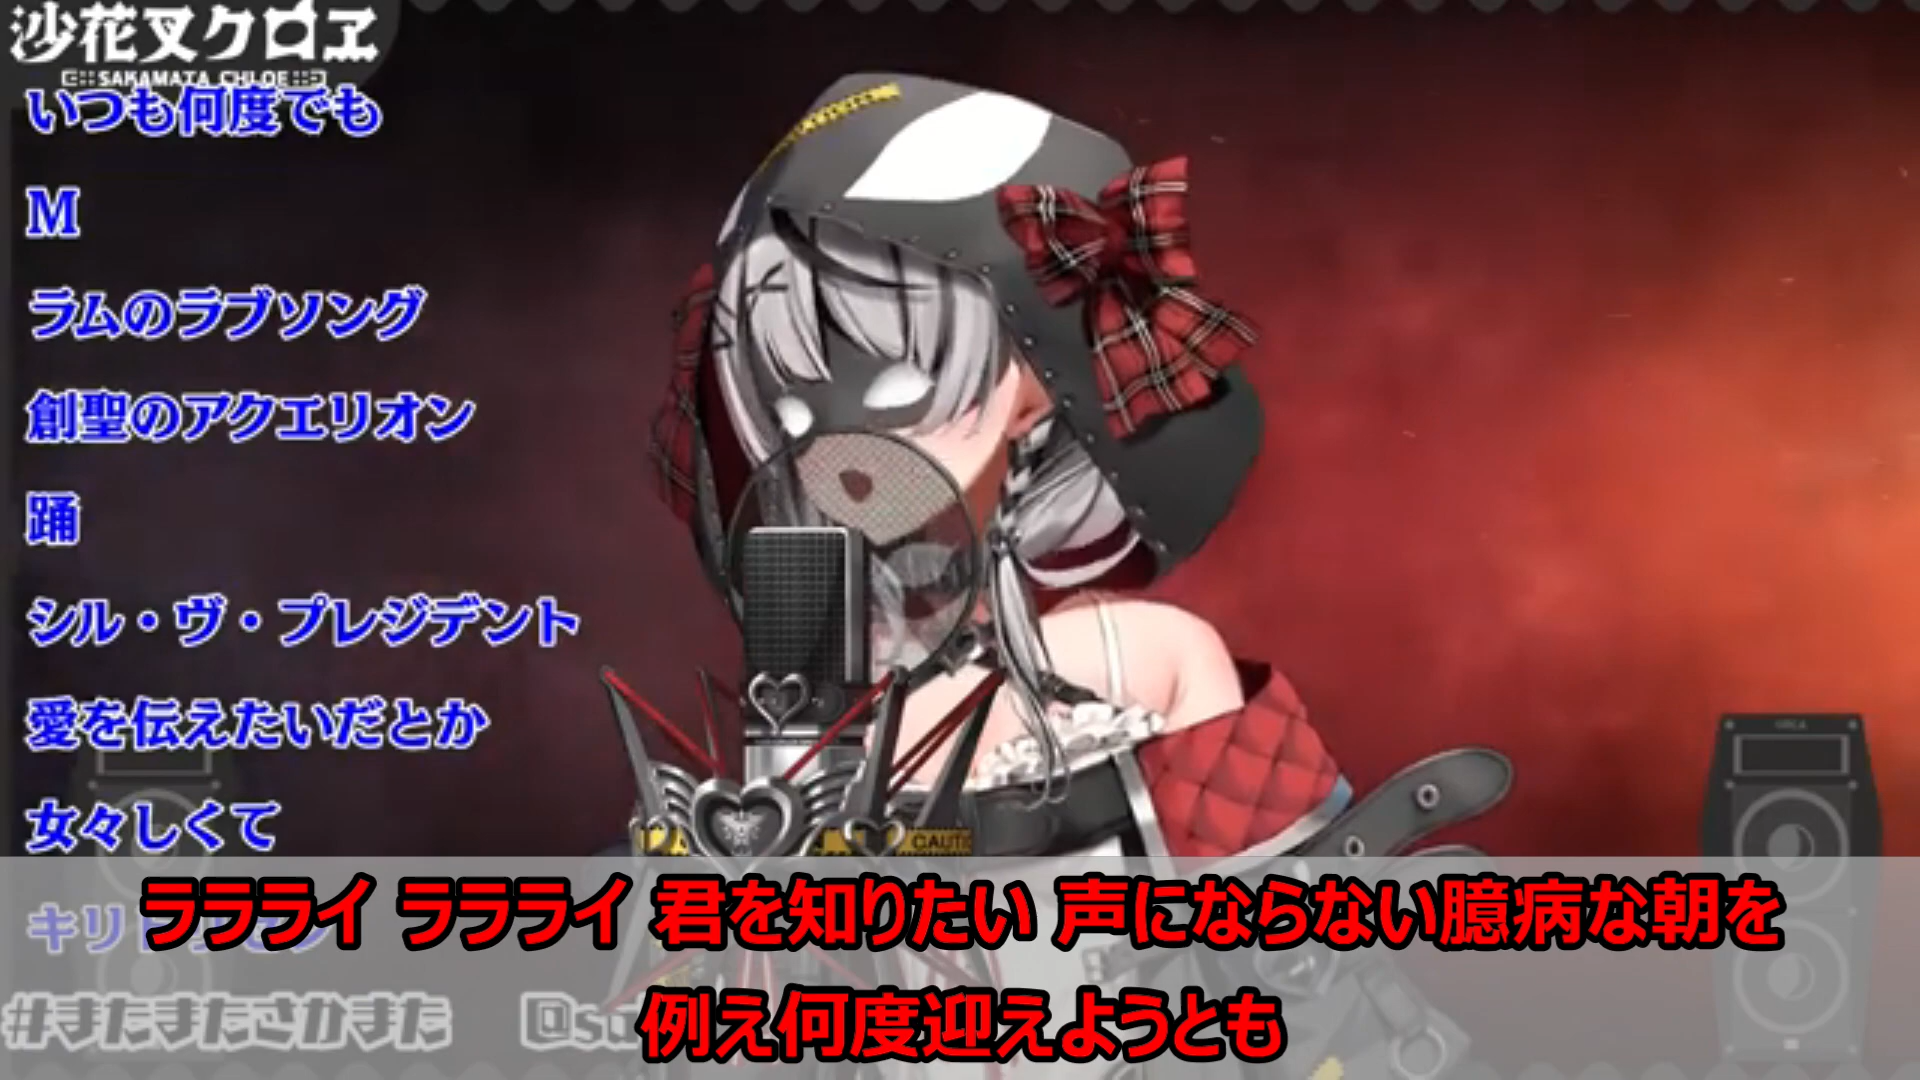 沙花叉クロヱ
SAKAMATA CHLOE
いつも何度でも
M
ラムのラブソング
創聖のアクエリオン
踊
シル・ヴ・プレジデント
愛を伝えたいだとか
女々しくて
CAUTIO
ラララライ ラララライ 君を知りたい 声にならない臆病な朝を
例え何度迎えようとも
#またまたさかまた